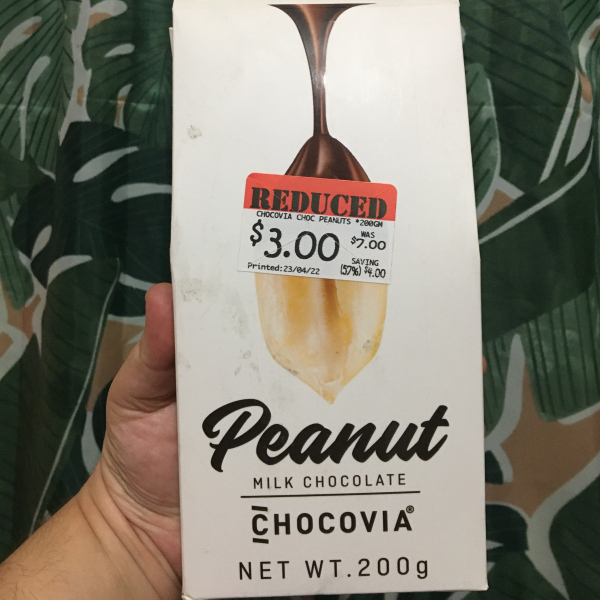 REDUCED
CHOCOVIA CHOC PEANUTS *200GM
$3.00
WAS
$7.00
SAVING
Printed:23/04/22
(57%) $4.00
Peanut
MILK CHOCOLATE
CHOCOVIA®
NET WT.200g